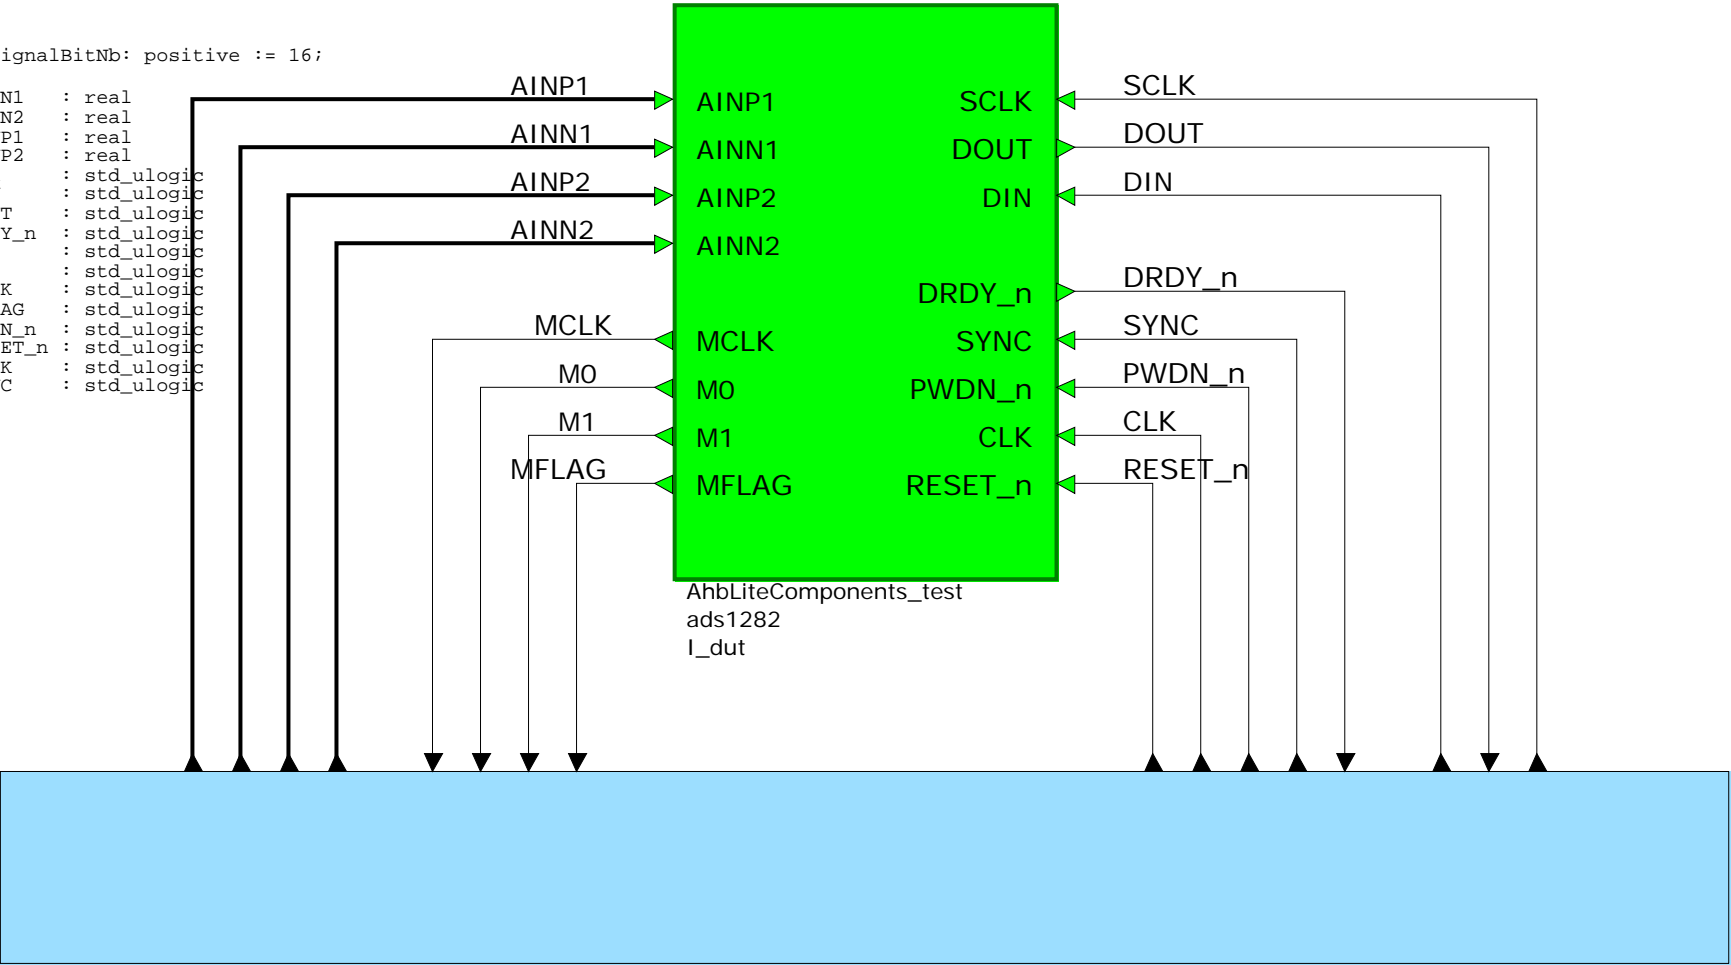 ignalBitNb: positive := 16;
N1 : real
N2 : real
P1 : real
P2 : real
: std_ulogic
: std_ulogic
T : std_ulogic
Y_n : std_ulogic
: std_ulogic
: std_ulogic
K : std_ulogic
AG : std_ulogic
N_n : std_ulogic
ET_n : std_ulogic
K : std_ulogic
C : std_ulogic
AINP1
AINN1
AINP2
AINN2
MCLK
M0
M1
MFLAG
AINP1
AINN1
AINP2
AINN2
MCLK
M0
M1
MFLAG
SCLK
DOUT
DIN
DRDY_n
SYNC
PWDN_n
CLK
RESET_n
SCLK
DOUT
DIN
DRDY_n
SYNC
PWDN_n
CLK
RESET_n
AhbLiteComponents_test
ads1282
I_dut